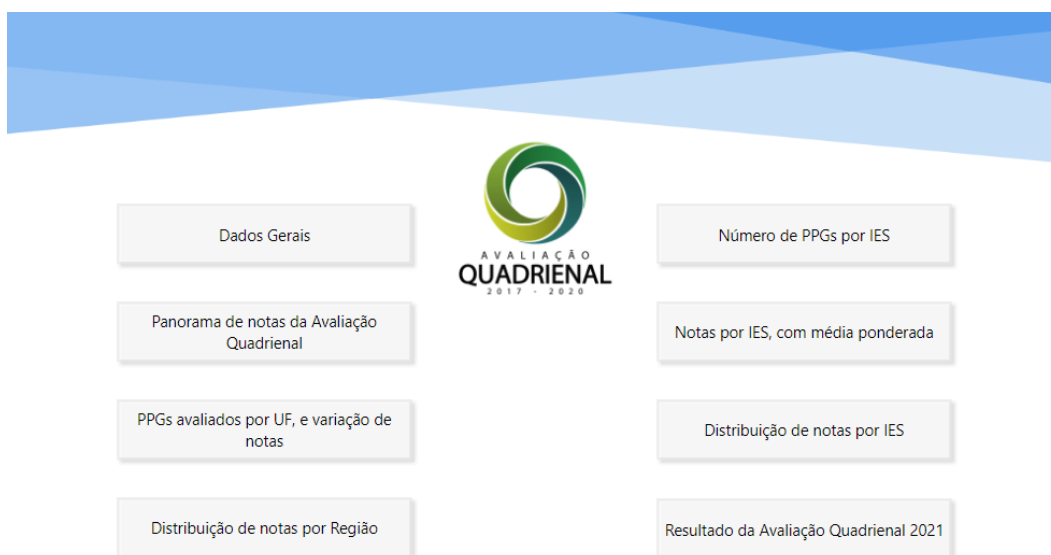 AVALIAÇÃO
QUADRIENAL
2017 - 2020
Dados Gerais
Panorama de notas da Avaliação
Quadrienal
PPGs avaliados por UF, e variação de
notas
Distribuição de notas por Região
Número de PPGs por IES
Notas por IES, com média ponderada
Distribuição de notas por IES
Resultado da Avaliação Quadrienal 2021